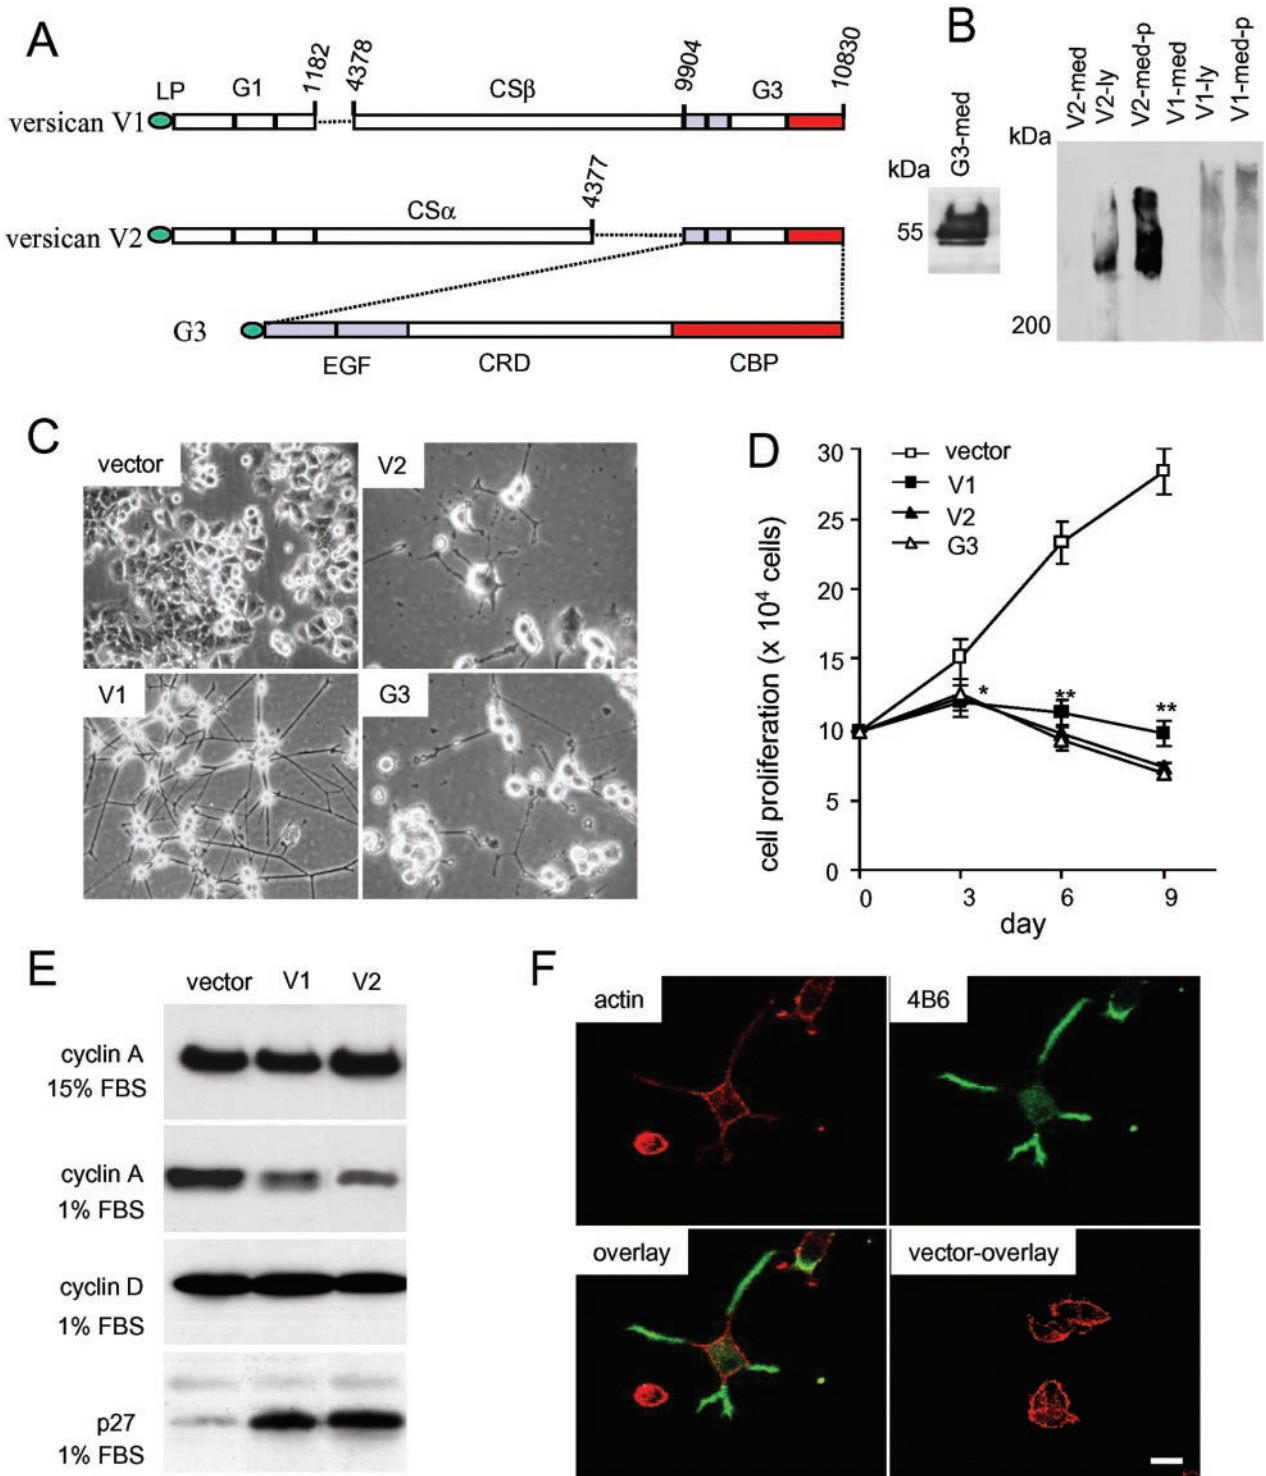 A
LP G1 1182 4378 CSβ 9904 G3 10830
versican V1
4377
CSα
versican V2
G3
EGF CRD CBP
B
V2-med
V2-ly
V2-med-p
V1-med
V1-ly
V1-med-p
G3-med
kDa
kDa
55
200
C
vector
V2
V1
G3
D
vector
V1
V2
G3
cell proliferation (x 10⁴ cells)
30
25
20
15
10
5
0
*
**
**
0 3 6 9
day
E
vector V1 V2
cyclin A
15% FBS
cyclin A
1% FBS
cyclin D
1% FBS
p27
1% FBS
F
actin
4B6
overlay
vector-overlay